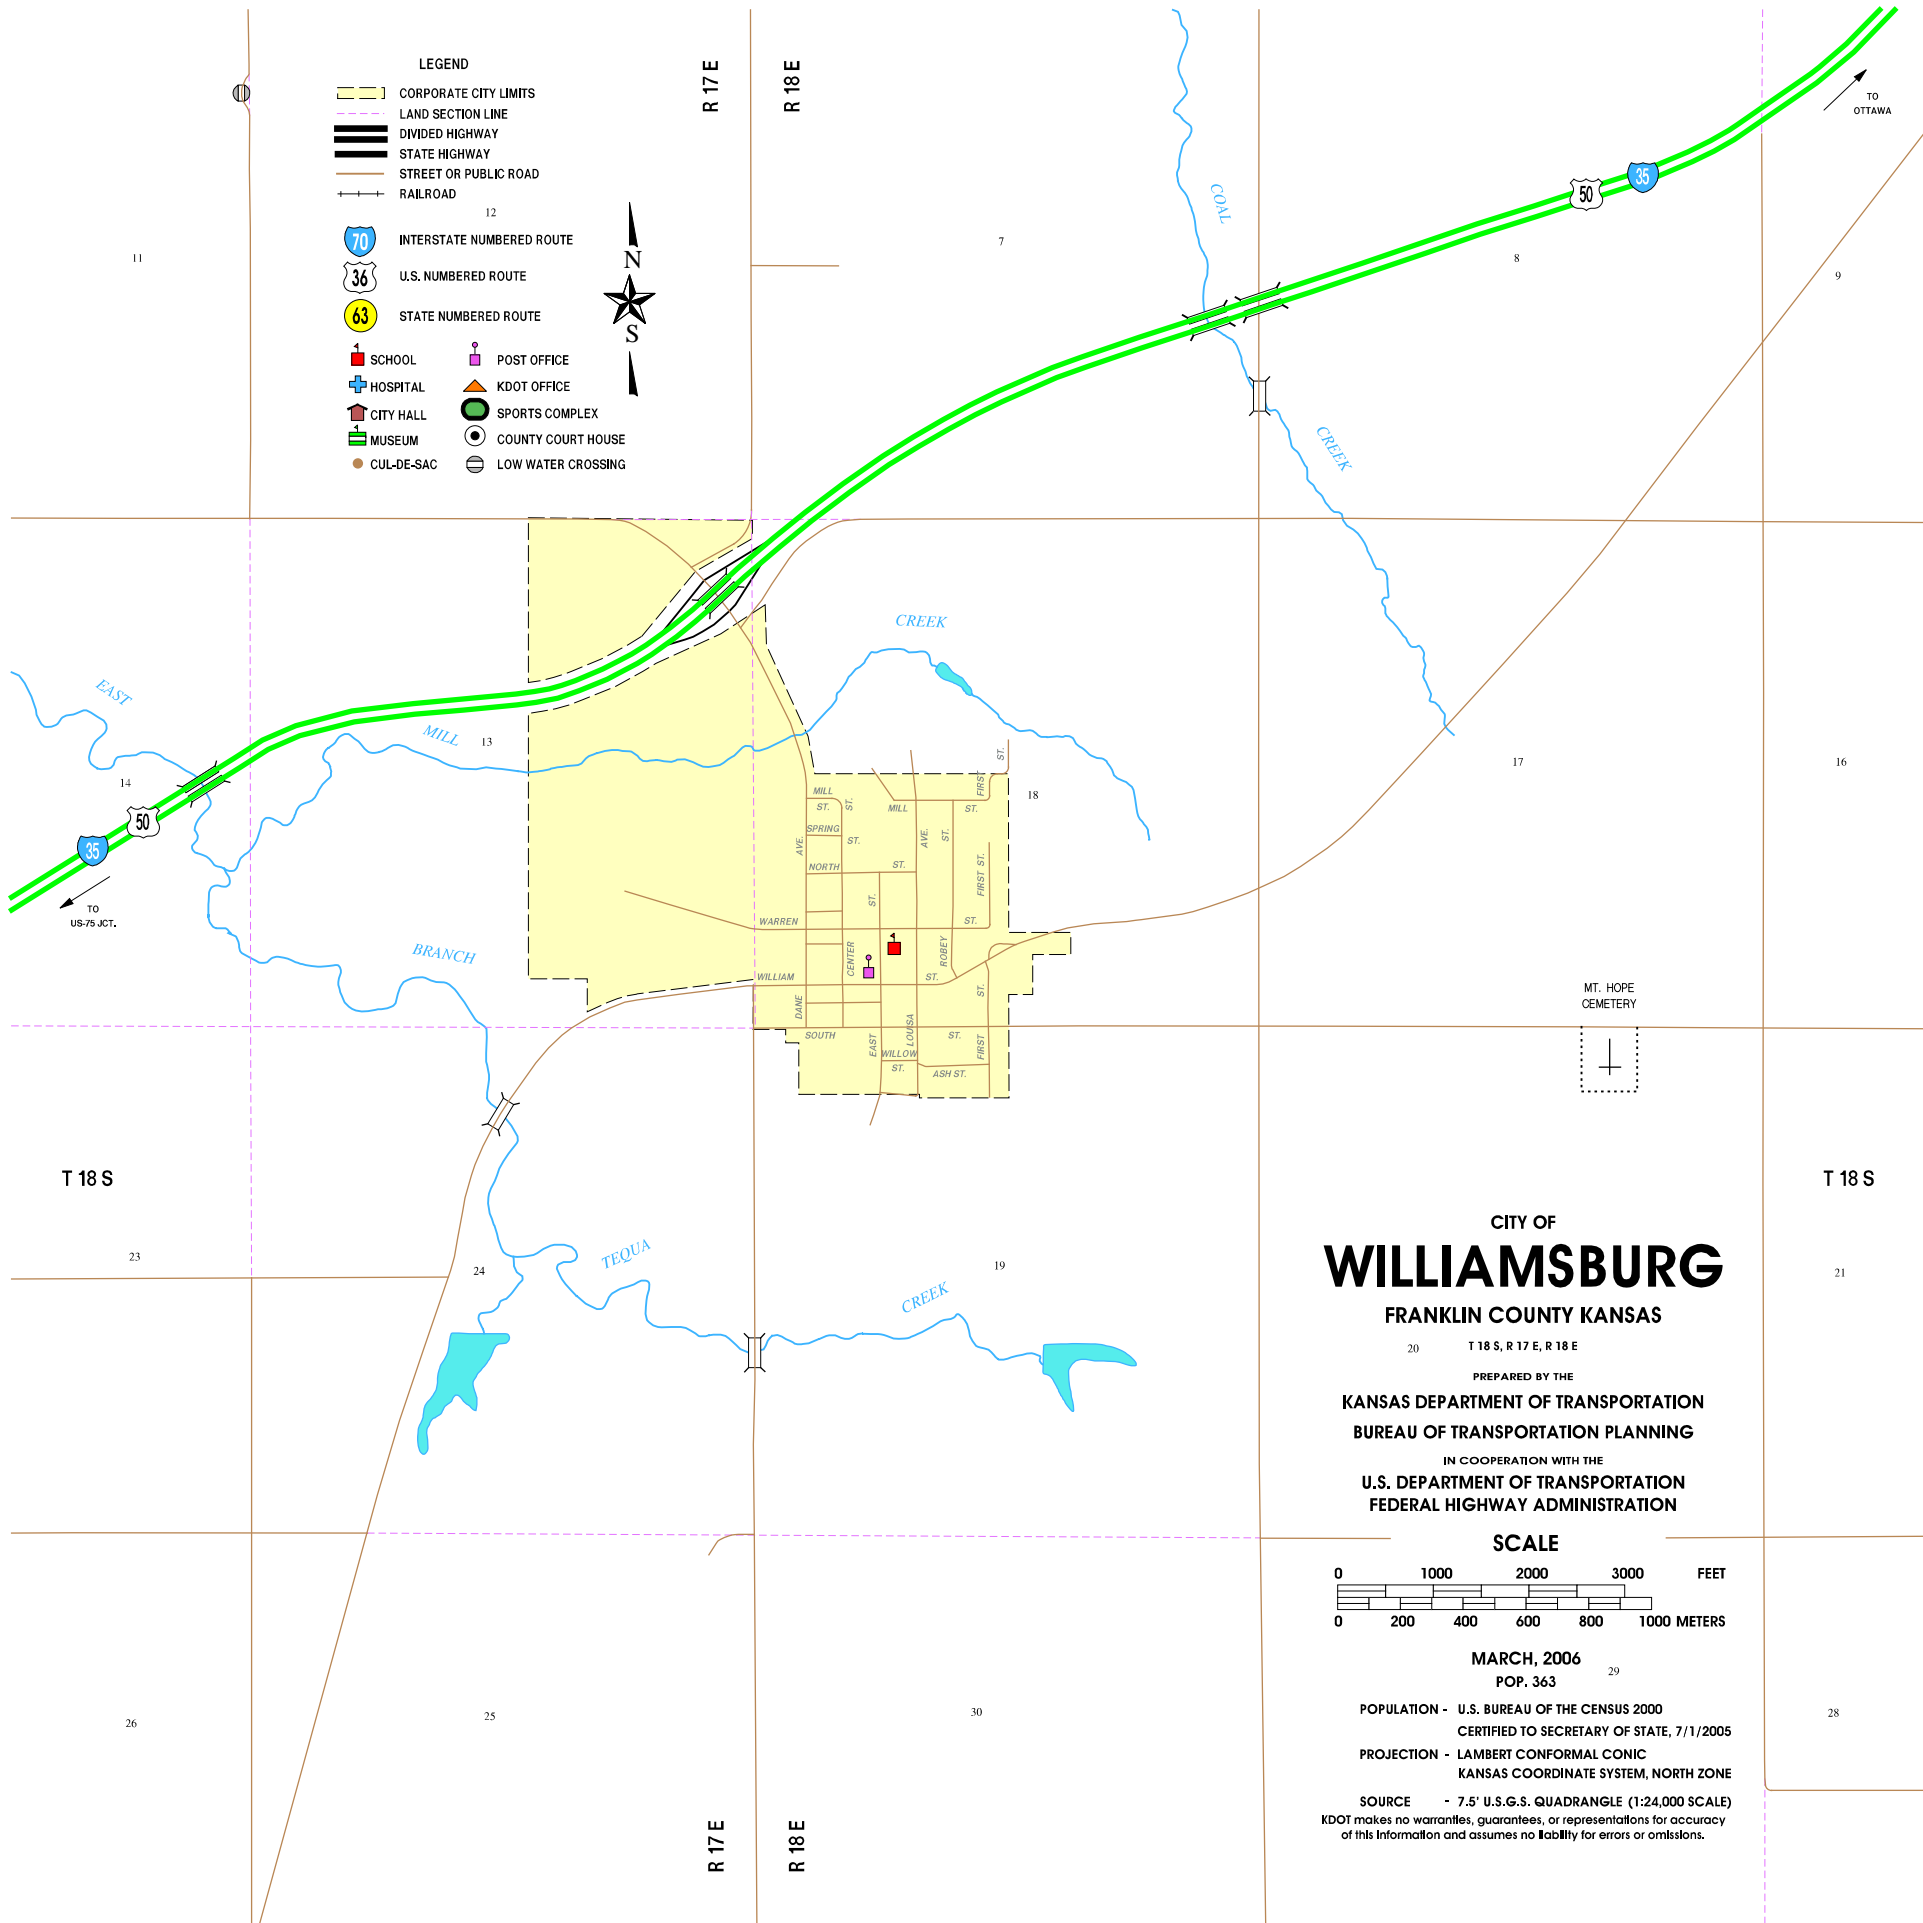 LEGEND
CORPORATE CITY LIMITS
LAND SECTION LINE
DIVIDED HIGHWAY
STATE HIGHWAY
STREET OR PUBLIC ROAD
RAILROAD
70 INTERSTATE NUMBERED ROUTE
36 U.S. NUMBERED ROUTE
63 STATE NUMBERED ROUTE
SCHOOL
POST OFFICE
HOSPITAL
KDOT OFFICE
CITY HALL
SPORTS COMPLEX
MUSEUM
COUNTY COURT HOUSE
CUL-DE-SAC
LOW WATER CROSSING
N
S
R 17 E
R 18 E
TO
OTTAWA
35
50
COAL
CREEK
11
12
7
8
9
CREEK
EAST
MILL
13
14
50
35
TO
US-75 JCT.
18
17
16
ST.
FIRST
MILL
ST.
ST.
MILL
ST.
SPRING
ST.
AVE.
AVE.
ST.
NORTH
ST.
FIRST ST.
ST.
WARREN
ST.
CENTER
ROBEY
WILLIAM
ST.
ST.
DANE
SOUTH
EAST
LOUISA
ST.
FIRST
WILLOW
ST.
ASH ST.
BRANCH
MT. HOPE
CEMETERY
T 18 S
T 18 S
23
24
TEQUA
CREEK
19
21
CITY OF
WILLIAMSBURG
FRANKLIN COUNTY KANSAS
20
T 18 S, R 17 E, R 18 E
PREPARED BY THE
KANSAS DEPARTMENT OF TRANSPORTATION
BUREAU OF TRANSPORTATION PLANNING
IN COOPERATION WITH THE
U.S. DEPARTMENT OF TRANSPORTATION
FEDERAL HIGHWAY ADMINISTRATION
SCALE
0 1000 2000 3000 FEET
0 200 400 600 800 1000 METERS
MARCH, 2006
29
POP. 363
POPULATION - U.S. BUREAU OF THE CENSUS 2000
CERTIFIED TO SECRETARY OF STATE, 7/1/2005
PROJECTION - LAMBERT CONFORMAL CONIC
KANSAS COORDINATE SYSTEM, NORTH ZONE
SOURCE - 7.5' U.S.G.S. QUADRANGLE (1:24,000 SCALE)
KDOT makes no warranties, guarantees, or representations for accuracy
of this information and assumes no liability for errors or omissions.
26
25
30
28
R 17 E
R 18 E